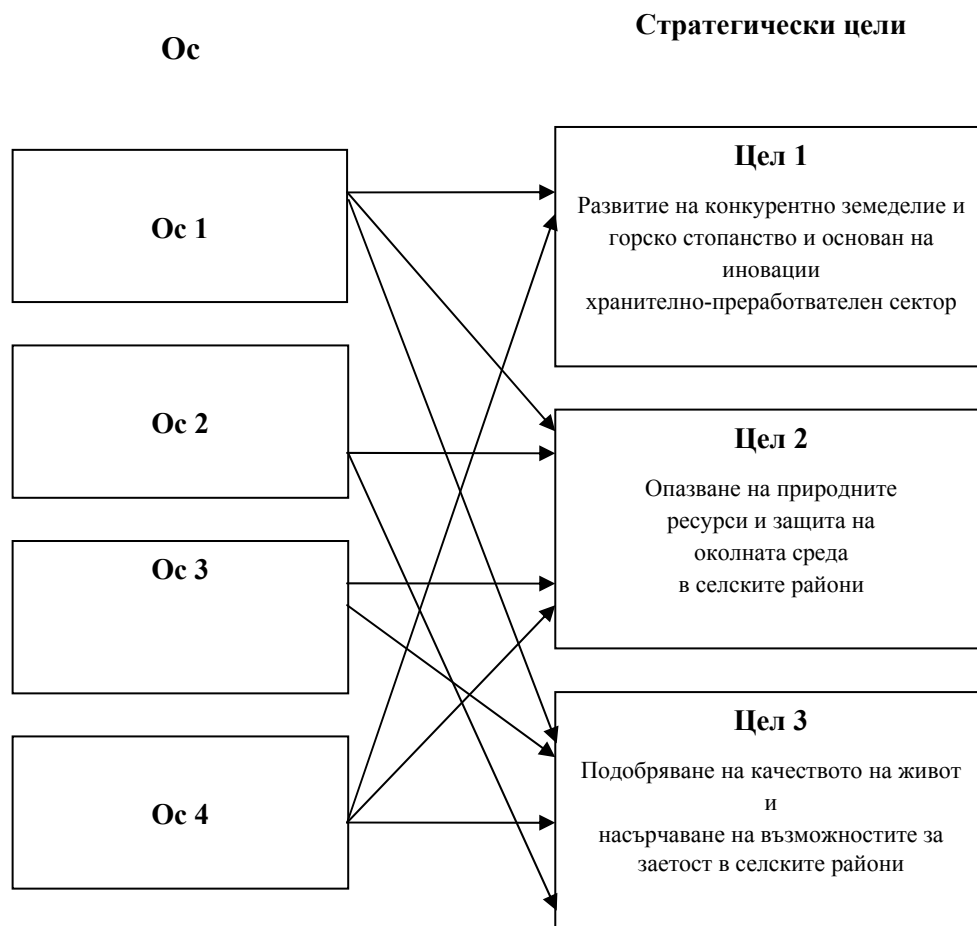 Ос
Стратегически цели
Ос 1
Ос 2
Ос 3
Ос 4
Цел 1
Развитие на конкурентно земеделие и
горско стопанство и основан на
иновации
хранително-преработвателен сектор
Цел 2
Опазване на природните
ресурси и защита на
околната среда
в селските райони
Цел 3
Подобряване на качеството на живот
и
насърчаване на възможностите за
заетост в селските райони